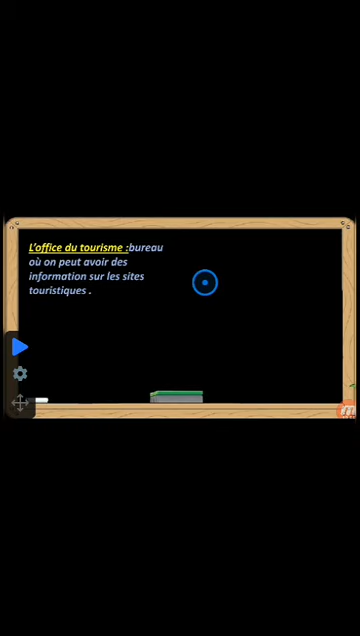 L'office du tourisme :bureau
où on peut avoir des
information sur les sites
touristiques .